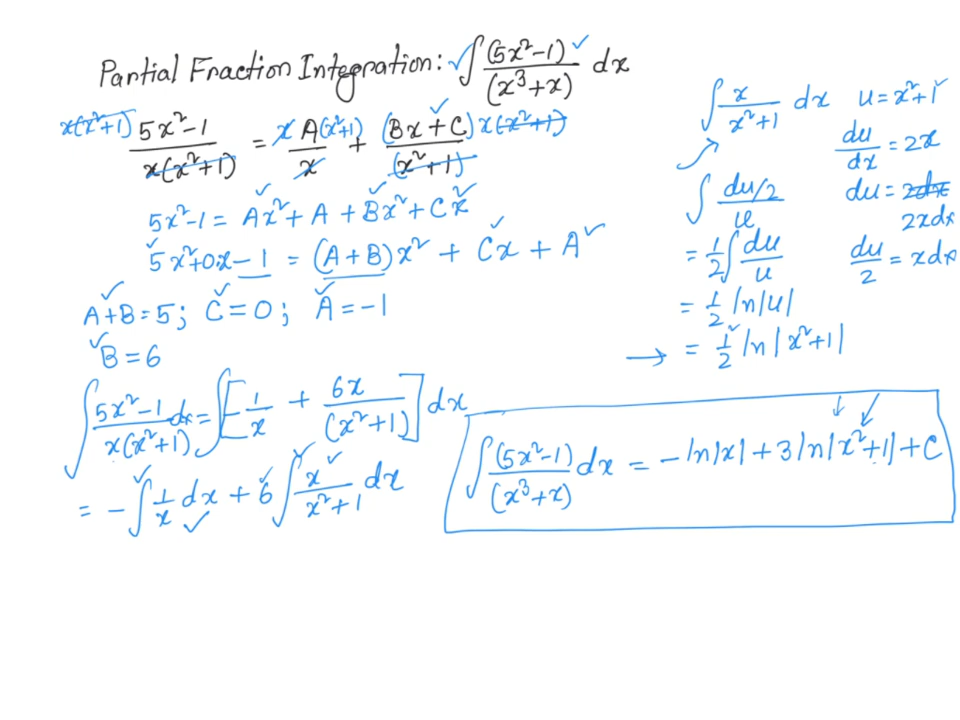 Partial Fraction Integration: ∫ (5x²-1)/(x³+x) dx
x(x²+1) 5x²-1/x(x²+1) = x A(x²+1)/x + (Bx+C) x(x²+1)/(x²+1)
5x²-1 = Ax² + A + Bx² + Cx
5x²+0x-1 = (A+B)x² + Cx + A
A+B=5; C=0; A=-1
B=6
∫ 5x²-1/x(x²+1) dx = ∫[-1/x + 6x/(x²+1)] dx
= -∫ 1/x dx + 6 ∫ x/x²+1 dx
∫ x/x²+1 dx u=x²+1
du/dx = 2x
∫ du/2/u du = 2dx
2xdx
= 1/2 ∫ du/u du/2 = xdx
= 1/2 ln|u|
→ = 1/2 ln|x²+1|
∫ (5x²-1)/(x³+x) dx = -ln|x| + 3ln|x²+1| + C